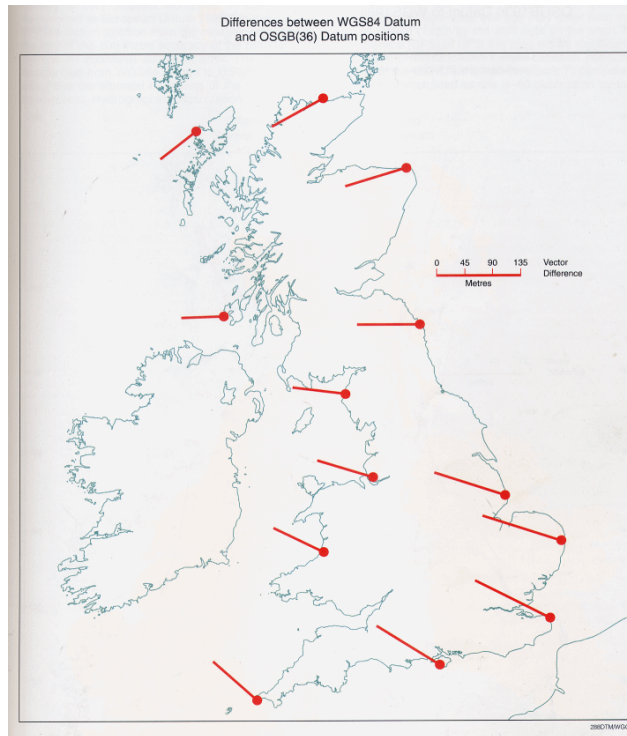 Differences between WGS84 Datum
and OSGB(36) Datum positions
0 45 90 135 Vector
Difference
Metres